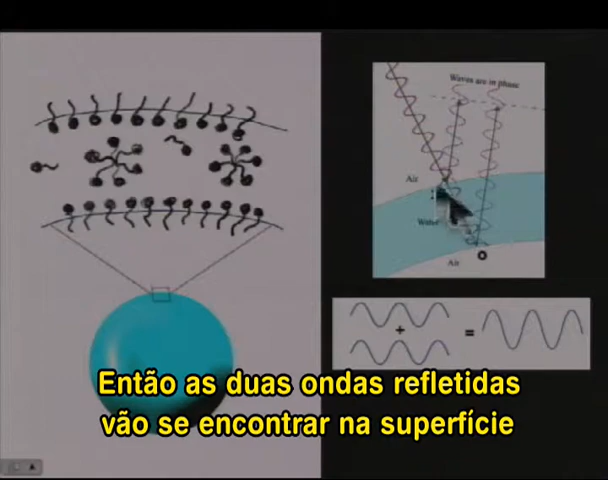 Waves are in phase
Air
Water
Air
O
+
=
Então as duas ondas refletidas
vão se encontrar na superfície